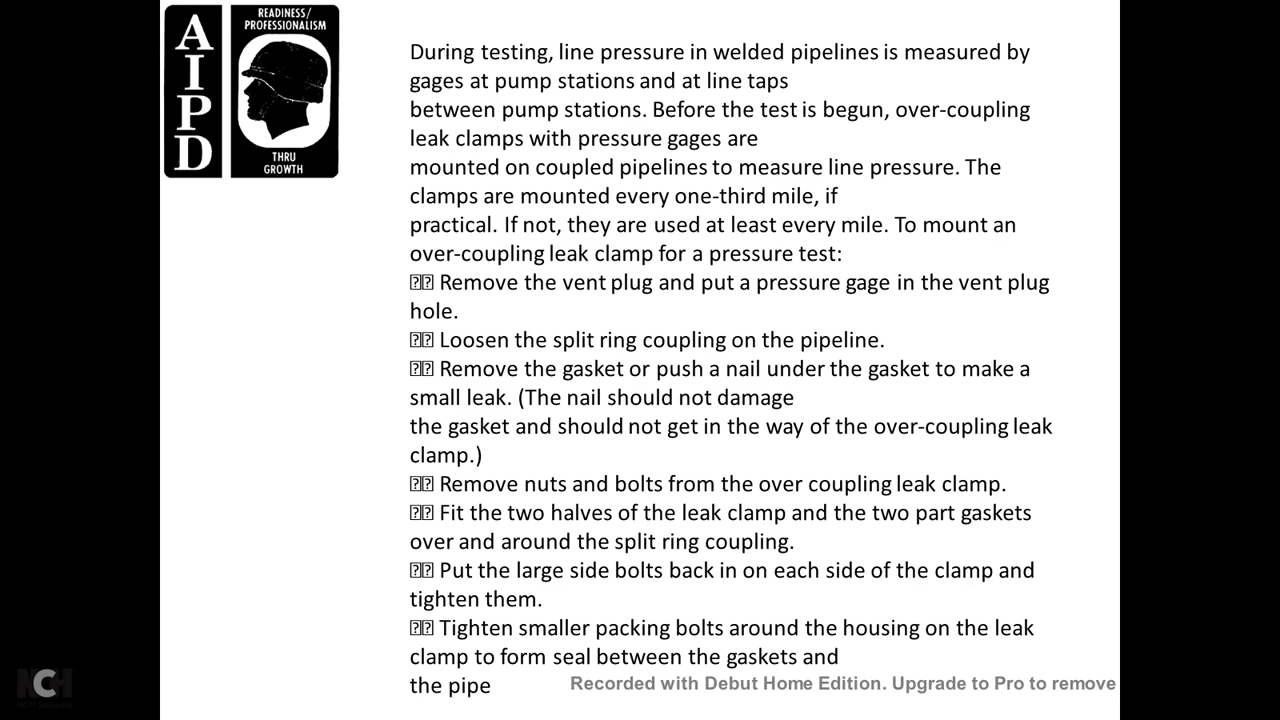 AIPD
READINESS/
PROFESSIONALISM
THRU
GROWTH
During testing, line pressure in welded pipelines is measured by
gages at pump stations and at line taps
between pump stations. Before the test is begun, over-coupling
leak clamps with pressure gages are
mounted on coupled pipelines to measure line pressure. The
clamps are mounted every one-third mile, if
practical. If not, they are used at least every mile. To mount an
over-coupling leak clamp for a pressure test:
⍰⍰ Remove the vent plug and put a pressure gage in the vent plug
hole.
⍰⍰ Loosen the split ring coupling on the pipeline.
⍰⍰ Remove the gasket or push a nail under the gasket to make a
small leak. (The nail should not damage
the gasket and should not get in the way of the over-coupling leak
clamp.)
⍰⍰ Remove nuts and bolts from the over coupling leak clamp.
⍰⍰ Fit the two halves of the leak clamp and the two part gaskets
over and around the split ring coupling.
⍰⍰ Put the large side bolts back in on each side of the clamp and
tighten them.
⍰⍰ Tighten smaller packing bolts around the housing on the leak
clamp to form seal between the gaskets and
the pipe
Recorded with Debut Home Edition. Upgrade to Pro to remove
NCH